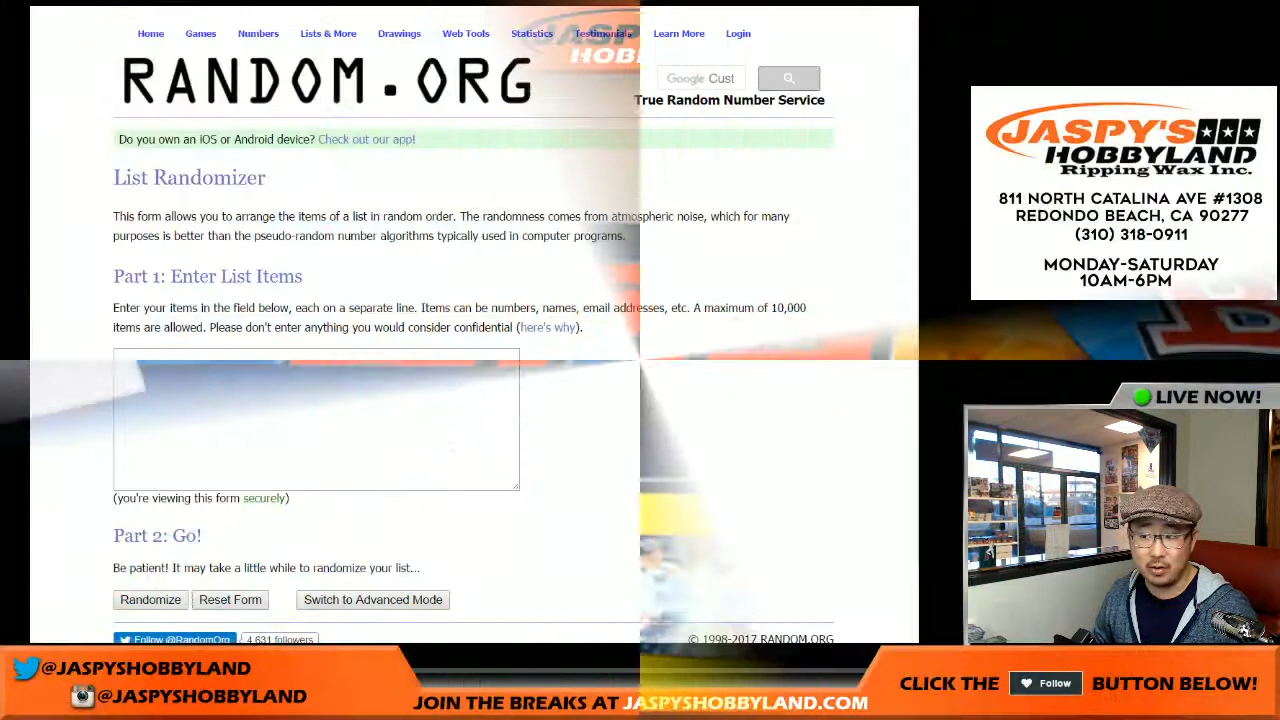 Home Games Numbers Lists & More Drawings Web Tools Statistics Testimonials Learn More Login
RANDOM.ORG
Google Cust
True Random Number Service
Do you own an iOS or Android device? Check out our app!
List Randomizer
This form allows you to arrange the items of a list in random order. The randomness comes from atmospheric noise, which for many
purposes is better than the pseudo-random number algorithms typically used in computer programs.
Part 1: Enter List Items
Enter your items in the field below, each on a separate line. Items can be numbers, names, email addresses, etc. A maximum of 10,000
items are allowed. Please don't enter anything you would consider confidential (here's why).
(you're viewing this form securely)
Part 2: Go!
Be patient! It may take a little while to randomize your list...
Randomize Reset Form Switch to Advanced Mode
Follow @RandomOrg 4,631 followers
© 1998-2017 RANDOM.ORG
JASPY'S
HOBBYLAND
Ripping Wax Inc.
811 NORTH CATALINA AVE #1308
REDONDO BEACH, CA 90277
(310) 318-0911
MONDAY-SATURDAY
10AM-6PM
LIVE NOW!
@JASPYSHOBBYLAND
@JASPYSHOBBYLAND
JOIN THE BREAKS AT JASPYSHOBBYLAND.COM
CLICK THE Follow BUTTON BELOW!